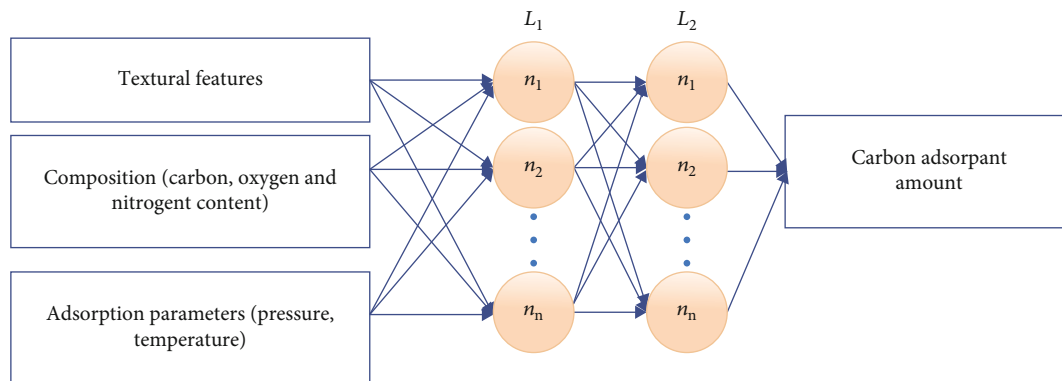 L₁
L₂
Textural features
Composition (carbon, oxygen and
nitrogent content)
Adsorption parameters (pressure,
temperature)
n₁
n₂
nₙ
n₁
n₂
nₙ
Carbon adsorpant
amount